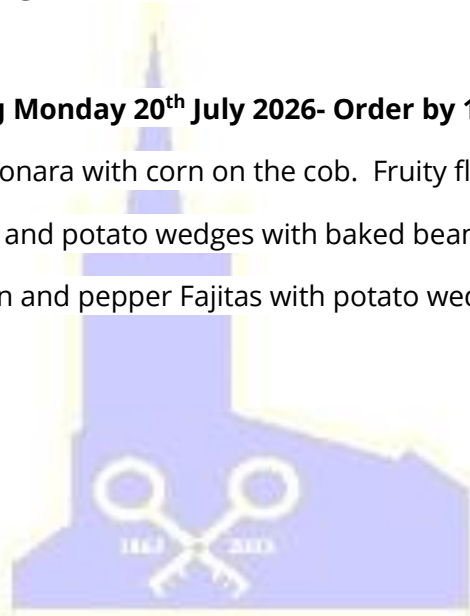 Monday 20th July 2026- Order by 1
onara with corn on the cob. Fruity fl
and potato wedges with baked bean
n and pepper Fajitas with potato wed